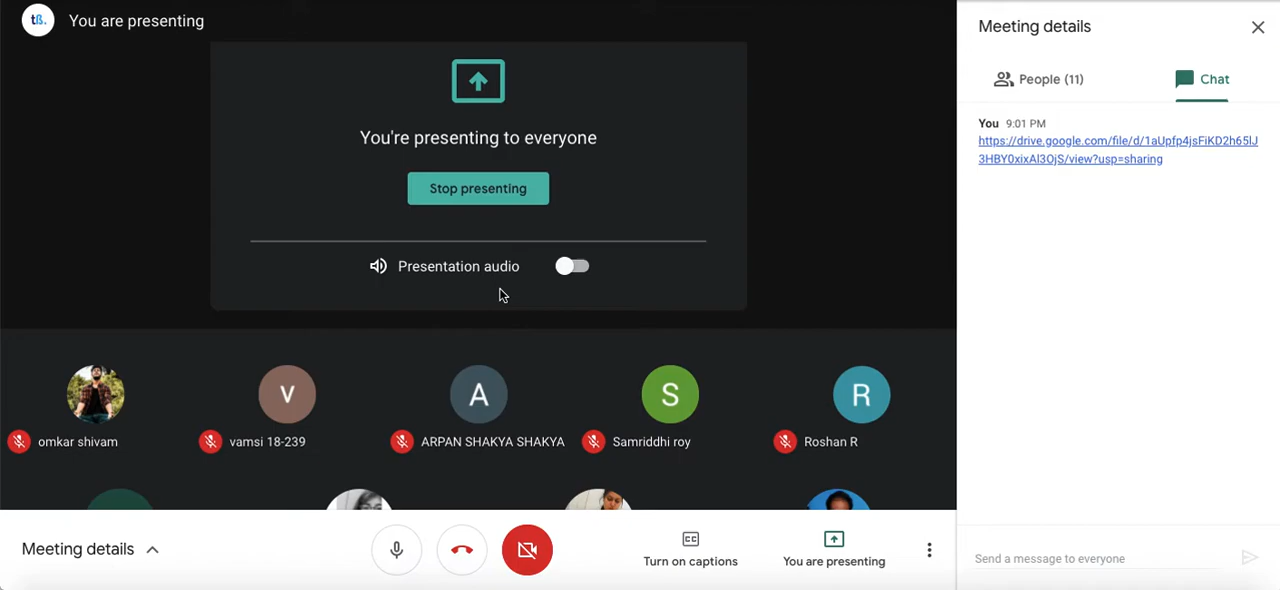 tß. You are presenting
You're presenting to everyone
Stop presenting
Presentation audio
V
A
S
R
omkar shivam
vamsi 18-239
ARPAN SHAKYA SHAKYA
Samriddhi roy
Roshan R
Meeting details
Turn on captions
You are presenting
Meeting details
People (11)
Chat
You 9:01 PM
https://drive.google.com/file/d/1aUpfp4jsFiKD2h65lJ
3HBY0xixAl3OjS/view?usp=sharing
Send a message to everyone